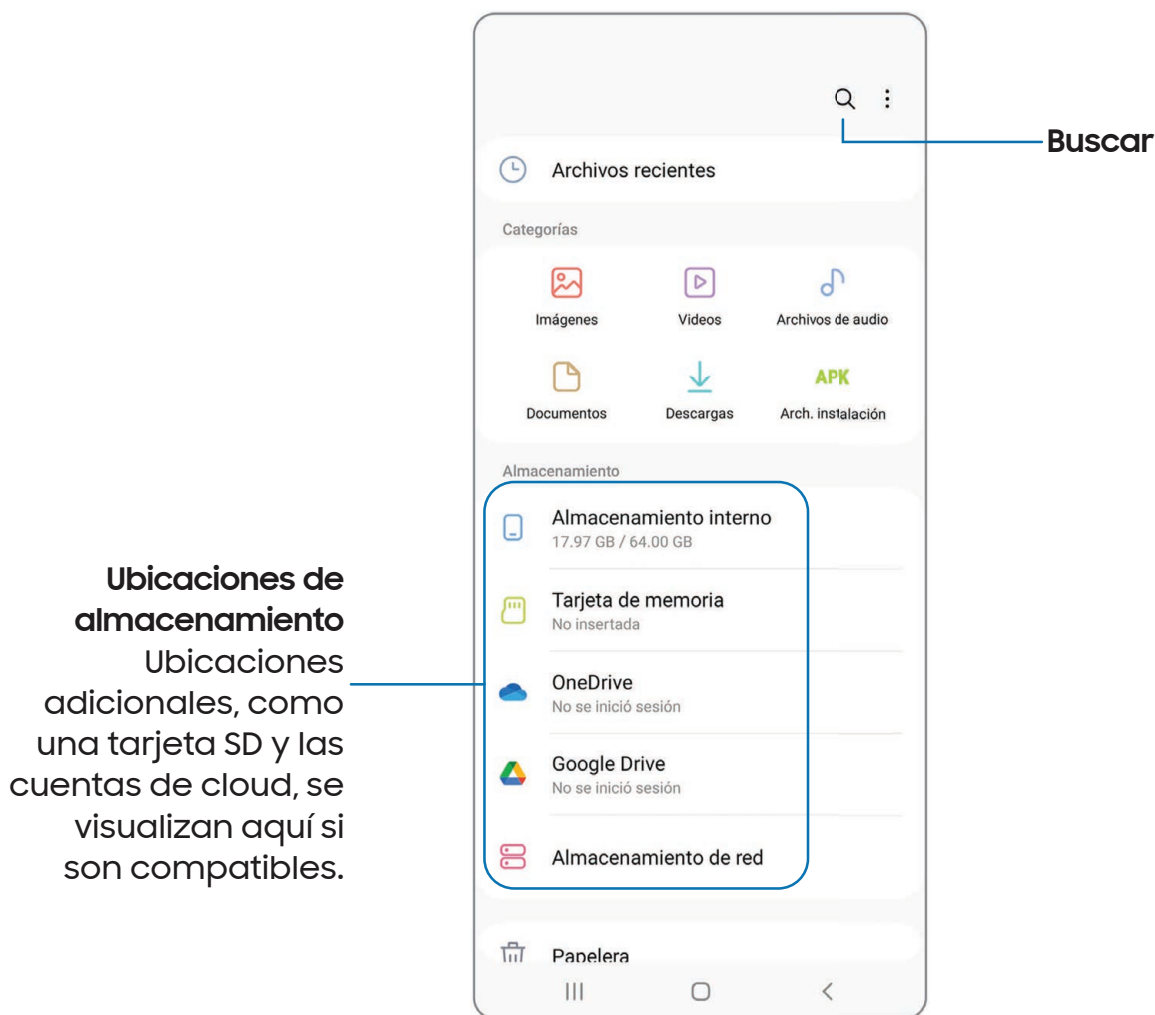 Buscar
Archivos recientes
Categorías
Imágenes
Videos
Archivos de audio
APK
Documentos
Descargas
Arch. instalación
Almacenamiento
Almacenamiento interno
17.97 GB / 64.00 GB
Tarjeta de memoria
No insertada
OneDrive
No se inició sesión
Google Drive
No se inició sesión
Almacenamiento de red
Papelera
Ubicaciones de
almacenamiento
Ubicaciones
adicionales, como
una tarjeta SD y las
cuentas de cloud, se
visualizan aquí si
son compatibles.